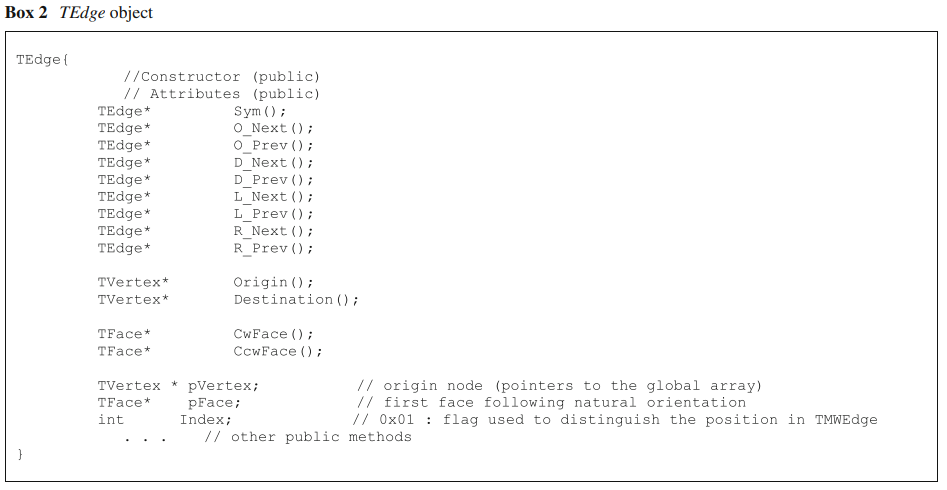 Box 2 TEdge object
TEdge{
//Constructor (public)
// Attributes (public)
TEdge* Sym();
TEdge* O_Next();
TEdge* O_Prev();
TEdge* D_Next();
TEdge* D_Prev();
TEdge* L_Next();
TEdge* L_Prev();
TEdge* R_Next();
TEdge* R_Prev();
TVertex* Origin();
TVertex* Destination();
TFace* CwFace();
TFace* CcwFace();
TVertex * pVertex; // origin node (pointers to the global array)
TFace* pFace; // first face following natural orientation
int Index; // 0x01 : flag used to distinguish the position in TMWEdge
. . . // other public methods
}